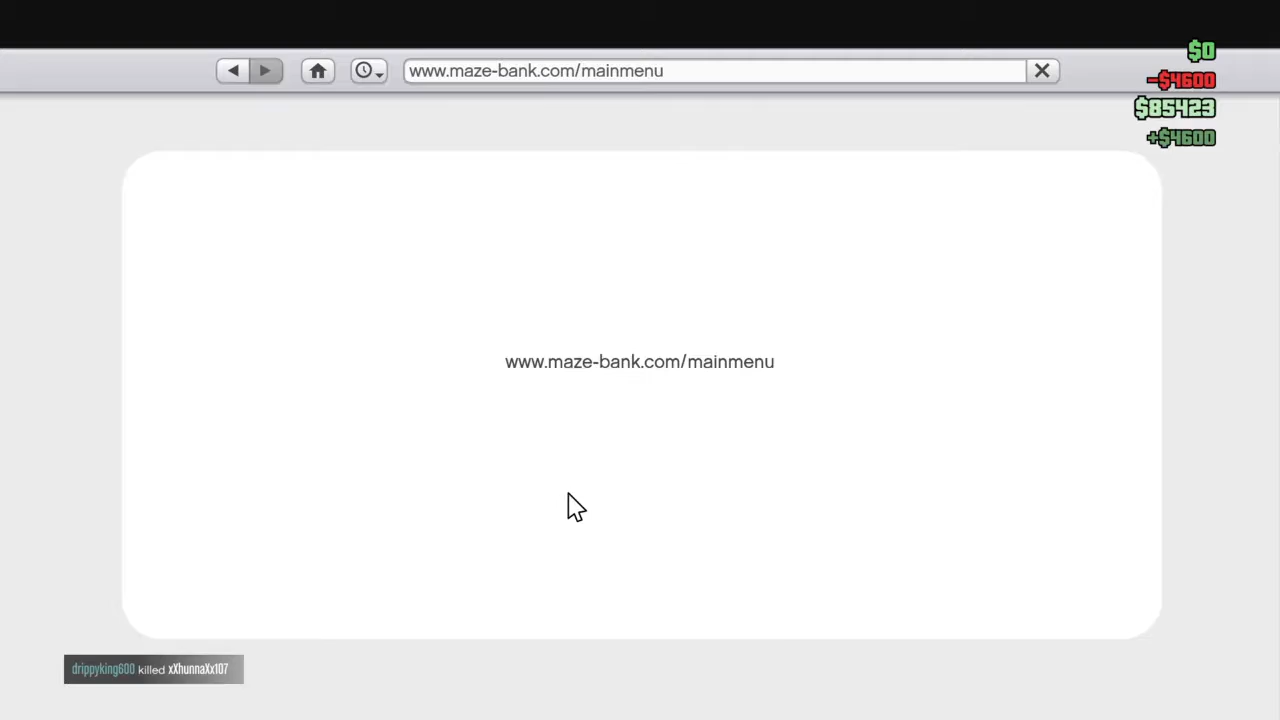 www.maze-bank.com/mainmenu
$0
-$4600
$85423
+$4600
www.maze-bank.com/mainmenu
drippyking600 killed xXhunnaXx107